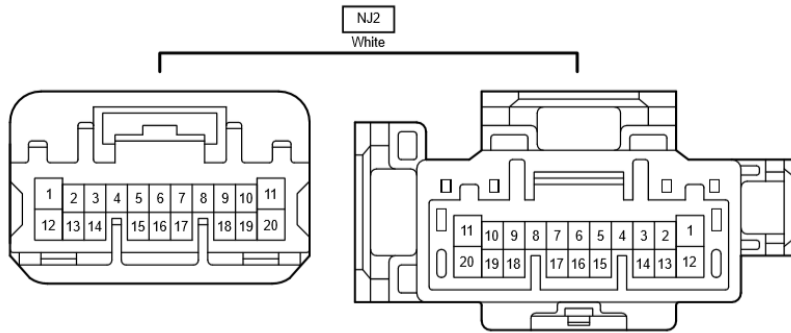 NJ2
White
1 2 3 4 5 6 7 8 9 10 11
12 13 14 15 16 17 18 19 20
11 10 9 8 7 6 5 4 3 2 1
20 19 18 17 16 15 14 13 12